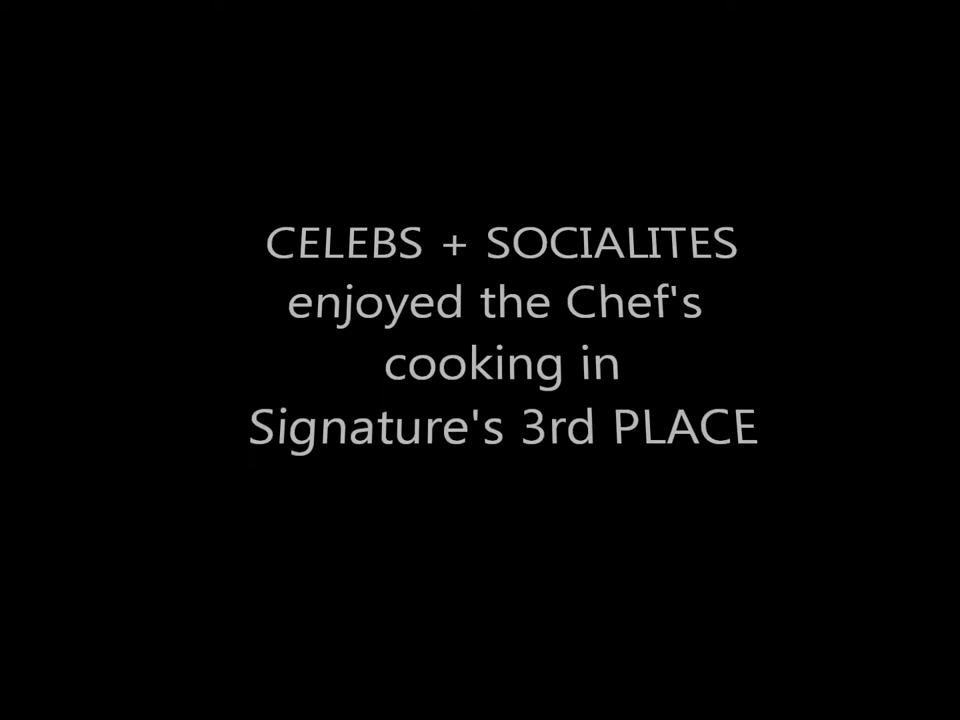 CELEBS + SOCIALITES
enjoyed the Chef's
cooking in
Signature's 3rd PLACE